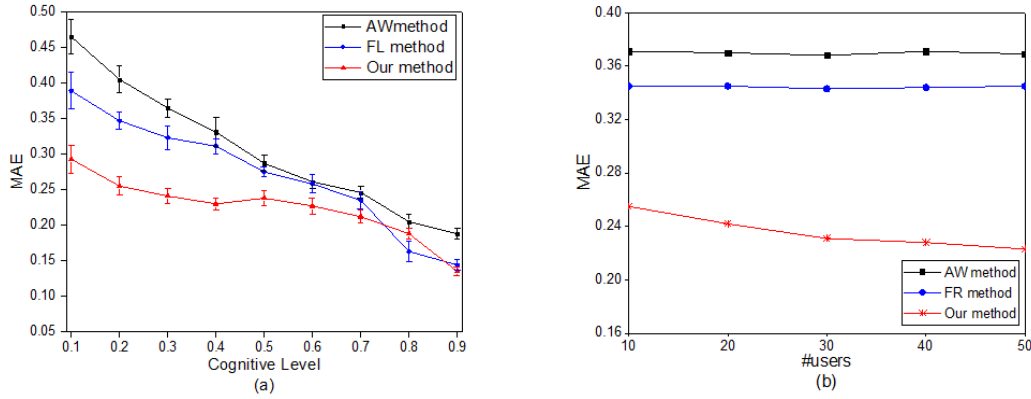 0.50
0.45
0.40
0.35
0.30
0.25
0.20
0.15
0.10
0.05
MAE
0.1 0.2 0.3 0.4 0.5 0.6 0.7 0.8 0.9
Cognitive Level
(a)
AWmethod
FL method
Our method
0.40
0.36
0.32
0.28
0.24
0.20
0.16
MAE
10 20 30 40 50
#users
(b)
AW method
FR method
Our method